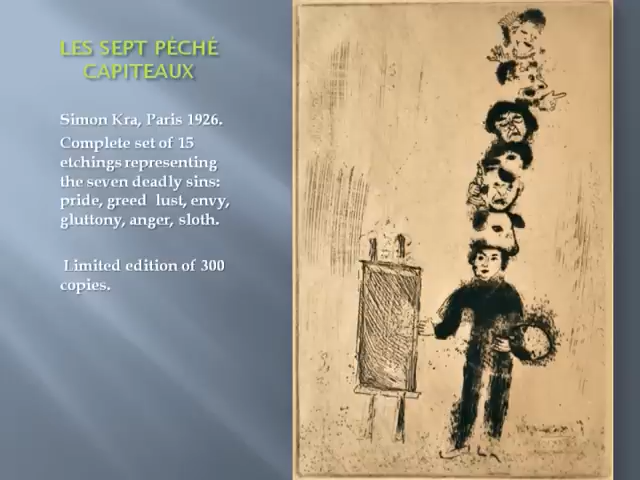 LES SEPT PÉCHÉ
CAPITEAUX
Simon Kra, Paris 1926.
Complete set of 15
etchings representing
the seven deadly sins:
pride, greed lust, envy,
gluttony, anger, sloth.
Limited edition of 300
copies.